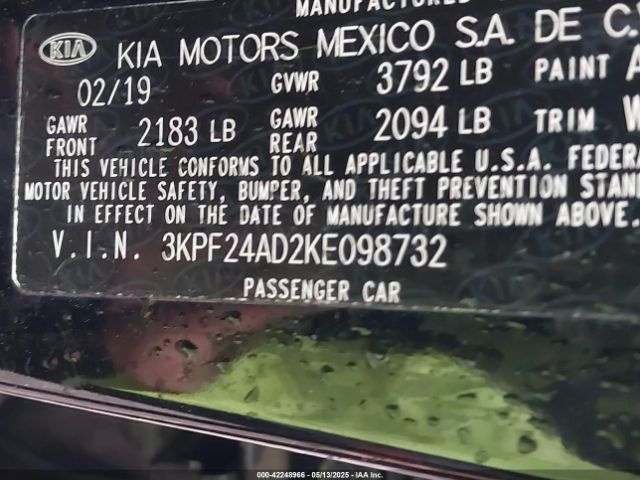 MANUFACTURED
KIA KIA MOTORS MEXICO S.A. DE C.
02/19 GVWR 3792 LB PAINT A
GAWR FRONT 2183 LB GAWR REAR 2094 LB TRIM W
THIS VEHICLE CONFORMS TO ALL APPLICABLE U.S.A. FEDERA
MOTOR VEHICLE SAFETY, BUMPER, AND THEFT PREVENTION STAN
IN EFFECT ON THE DATE OF MANUFACTURE SHOWN ABOVE.
V.I.N. 3KPF24AD2KE098732
PASSENGER CAR
000-42248966 - 05/13/2025 - IAA Inc.